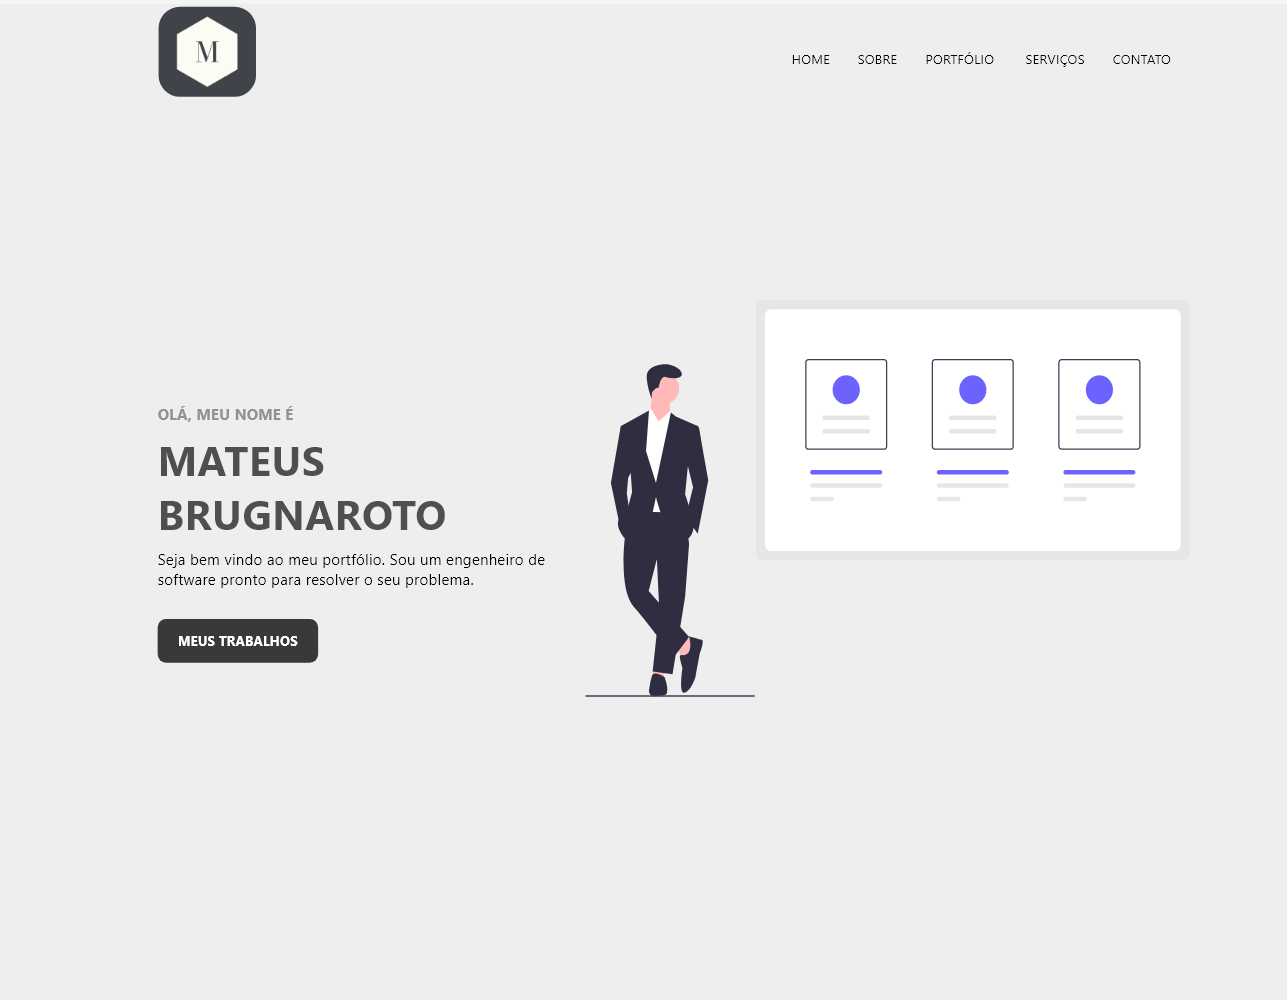 M
HOME SOBRE PORTFÓLIO SERVIÇOS CONTATO
OLÁ, MEU NOME É
MATEUS
BRUGNAROTO
Seja bem vindo ao meu portfólio. Sou um engenheiro de
software pronto para resolver o seu problema.
MEUS TRABALHOS